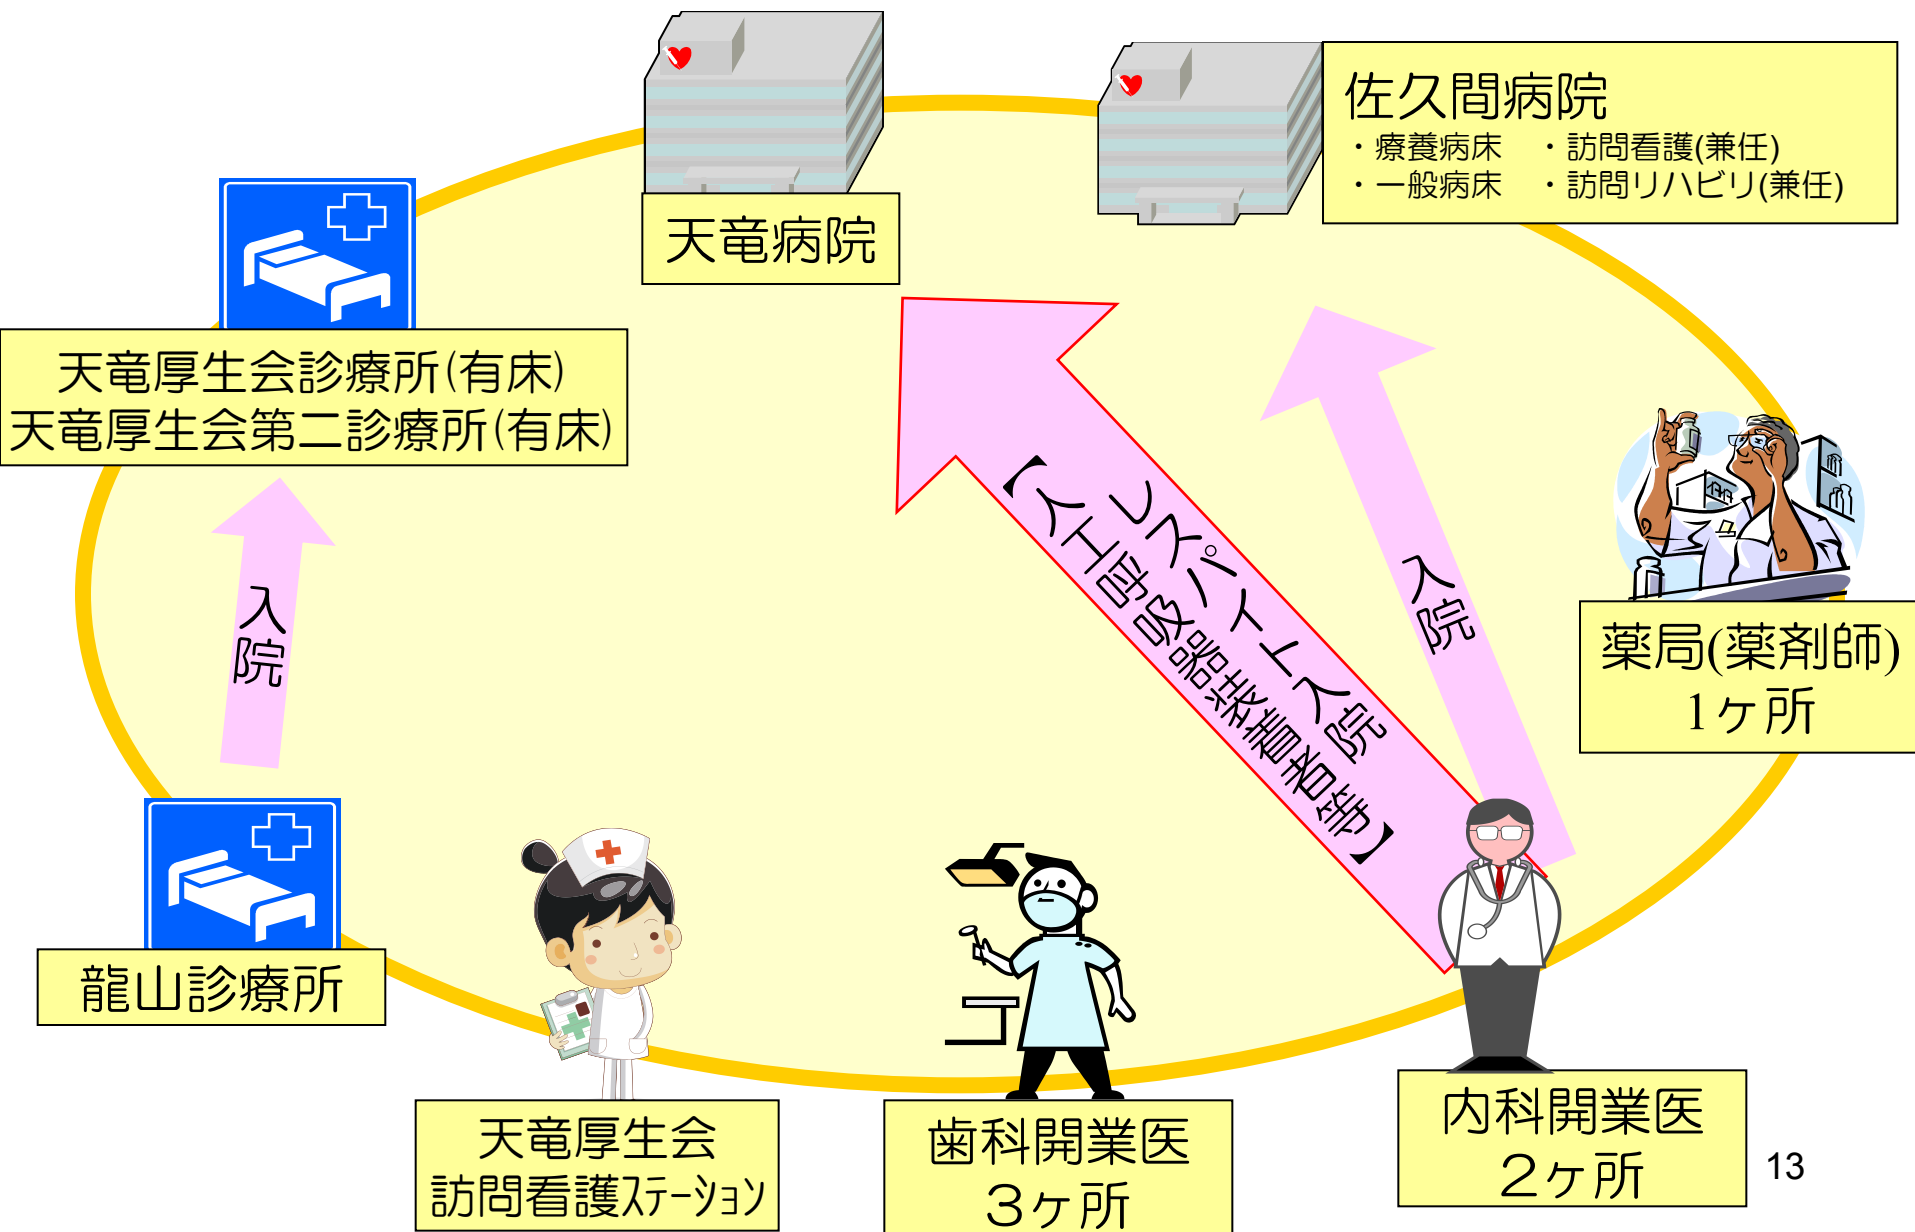 天竜病院
佐久間病院
・療養病床　・訪問看護(兼任)
・一般病床　・訪問リハビリ(兼任)
天竜厚生会診療所(有床)
天竜厚生会第二診療所(有床)
入院
レスパイト入院
【人工呼吸器装着者等】
入院
薬局(薬剤師)
1ヶ所
龍山診療所
天竜厚生会
訪問看護ｽﾃｰｼｮﾝ
歯科開業医
３ヶ所
内科開業医
２ヶ所
13